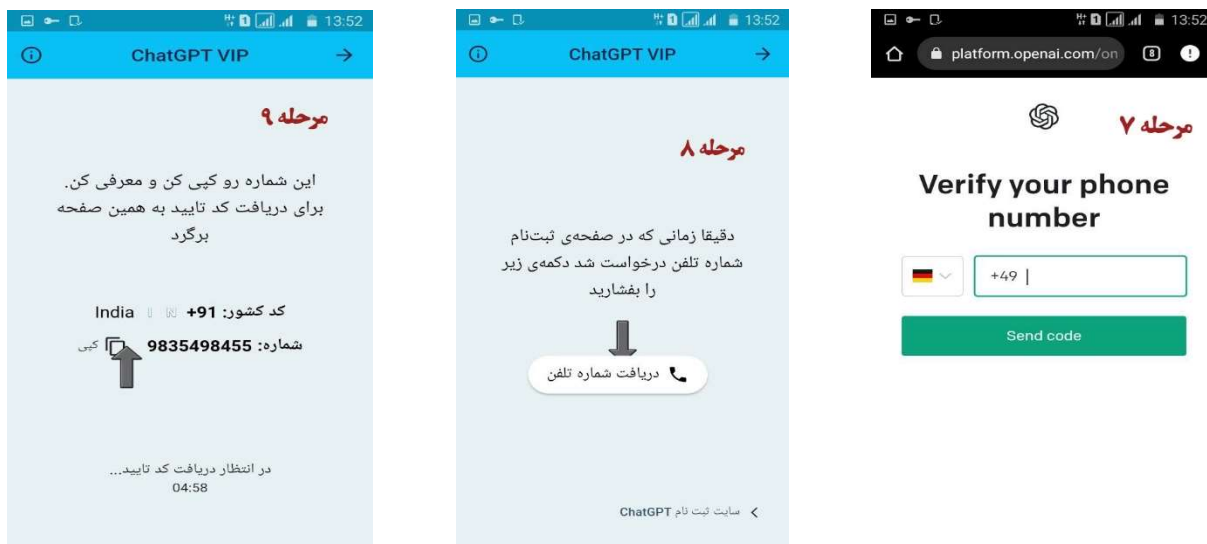 13:52
platform.openai.com/on
8
مرحله ۷
Verify your phone
number
+49
Send code
13:52
ChatGPT VIP
مرحله ۸
دقیقا زمانی که در صفحه‌ی ثبت‌نام
شماره تلفن درخواست شد دکمه‌ی زیر
را بفشارید
دریافت شماره تلفن
سایت ثبت نام ChatGPT
13:52
ChatGPT VIP
مرحله ۹
این شماره رو کپی کن و معرفی کن.
برای دریافت کد تایید به همین صفحه
برگرد
کد کشور: 91+ India
شماره: 9835498455 کپی
در انتظار دریافت کد تایید...
04:58